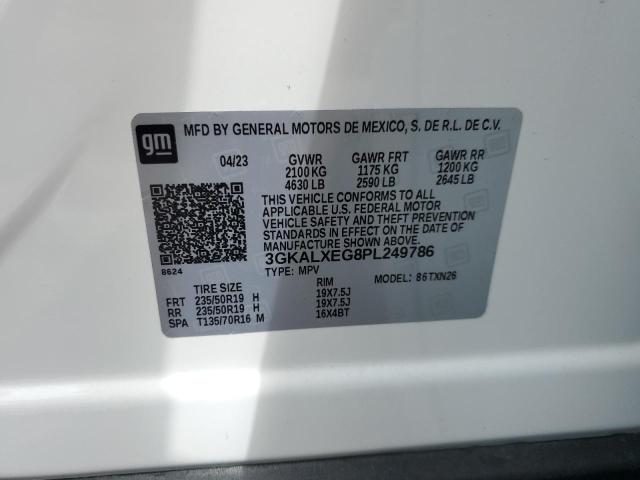 gm
MFD BY GENERAL MOTORS DE MEXICO, S. DE R.L. DE C.V.
04/23 GVWR GAWR FRT GAWR RR
2100 KG 1175 KG 1200 KG
4630 LB 2590 LB 2645 LB
THIS VEHICLE CONFORMS TO ALL
APPLICABLE U.S. FEDERAL MOTOR
VEHICLE SAFETY AND THEFT PREVENTION
STANDARDS IN EFFECT ON THE DATE OF
MANUFACTURE SHOWN ABOVE.
3GKALXEG8PL249786
8624
TYPE: MPV MODEL: 86TXN26
TIRE SIZE RIM
FRT 235/50R19 H 19X7.5J
RR 235/50R19 H 19X7.5J
SPA T135/70R16 M 16X4BT